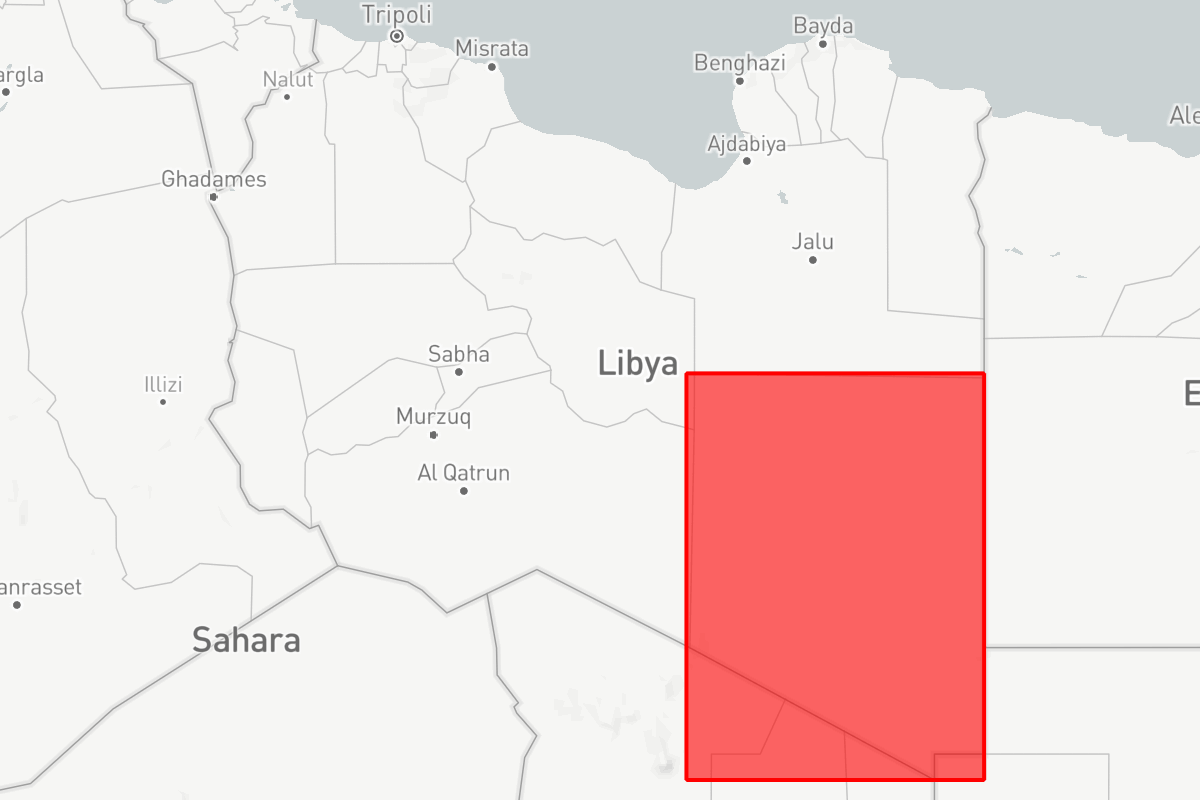 Tripoli
Bayda
Misrata
Benghazi
argla
Nalut
Ale
Ajdabiya
Ghadames
Jalu
Libya
Sabha
Illizi
E
Murzuq
Al Qatrun
anrasset
Sahara